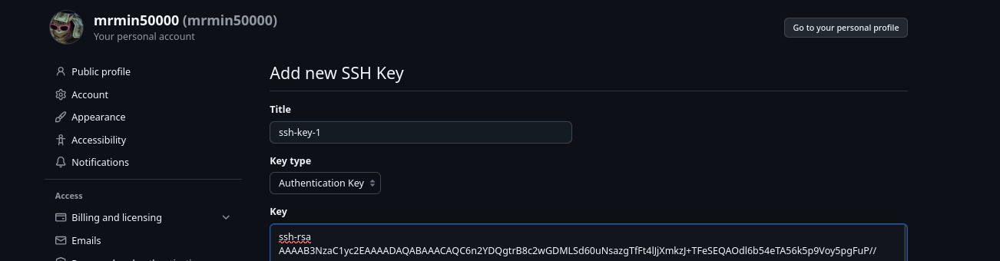 mrmin50000 (mrmin50000)
Your personal account
Go to your personal profile
Public profile
Account
Appearance
Accessibility
Notifications
Access
Billing and licensing
Emails
Add new SSH Key
Title
ssh-key-1
Key type
Authentication Key
Key
ssh-rsa
AAAAB3NzaC1yc2EAAAADAQABAAACAQC6n2YDQgtrB8c2wGDMLSd60uNsazgTfFt4lJjXmkzJ+TFeSEQAOdl6b54eTA56k5p9Voy5pgFuP//